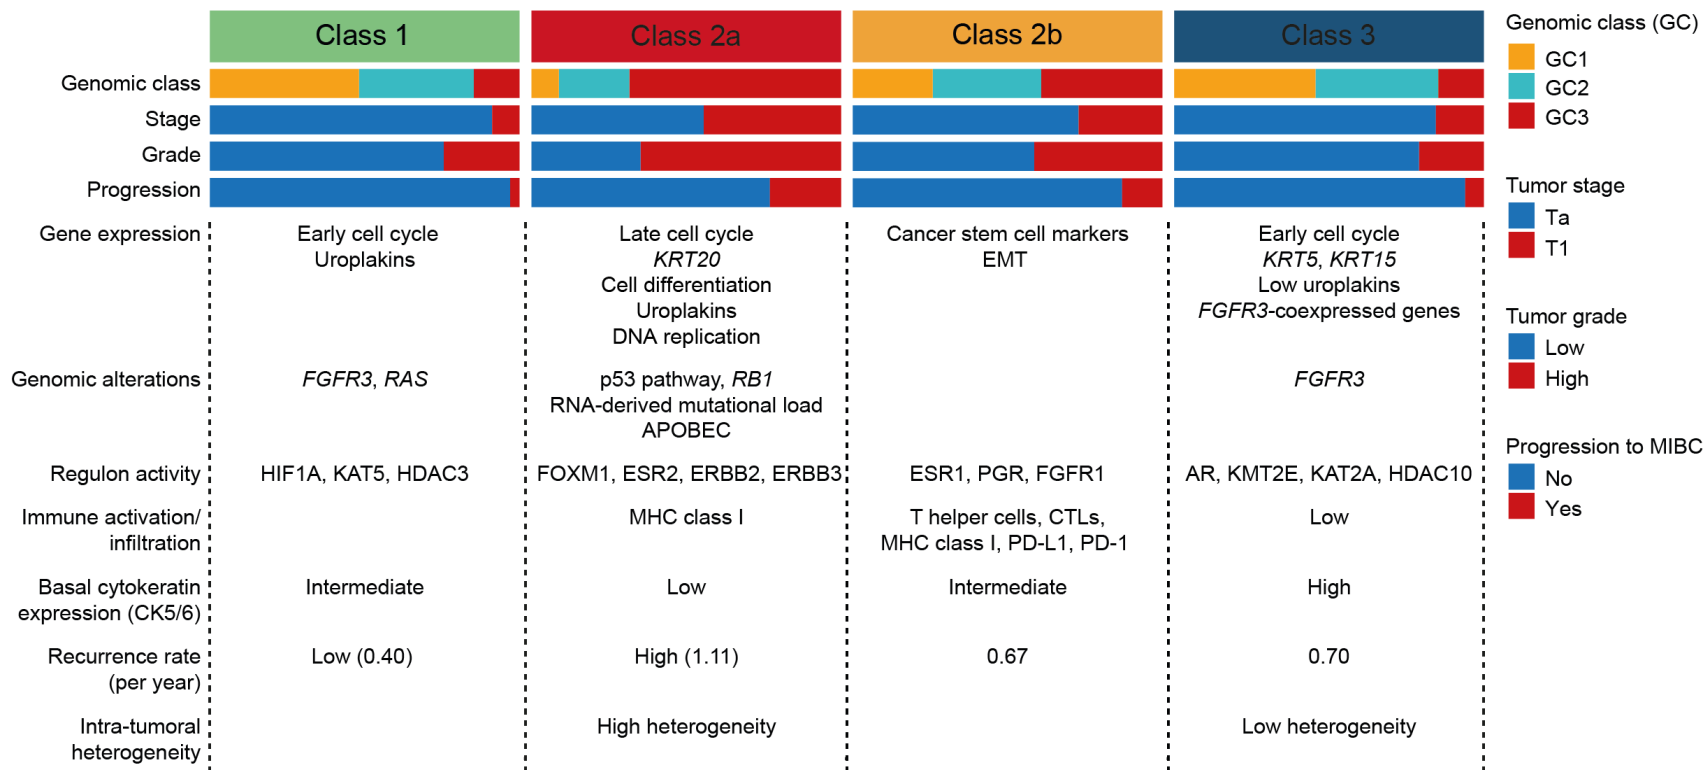 Class 1
Class 2a
Class 2b
Class 3
Genomic class
Stage
Grade
Progression
Gene expression
Early cell cycle
Uroplakins
Late cell cycle
KRT20
Cell differentiation
Uroplakins
DNA replication
Cancer stem cell markers
EMT
Early cell cycle
KRT5, KRT15
Low uroplakins
FGFR3-coexpressed genes
Genomic alterations
FGFR3, RAS
p53 pathway, RB1
RNA-derived mutational load
APOBEC
FGFR3
Regulon activity
HIF1A, KAT5, HDAC3
FOXM1, ESR2, ERBB2, ERBB3
ESR1, PGR, FGFR1
AR, KMT2E, KAT2A, HDAC10
Immune activation/
infiltration
MHC class I
T helper cells, CTLs,
MHC class I, PD-L1, PD-1
Low
Basal cytokeratin
expression (CK5/6)
Intermediate
Low
Intermediate
High
Recurrence rate
(per year)
Low (0.40)
High (1.11)
0.67
0.70
Intra-tumoral
heterogeneity
High heterogeneity
Low heterogeneity
Genomic class (GC)
GC1
GC2
GC3
Tumor stage
Ta
T1
Tumor grade
Low
High
Progression to MIBC
No
Yes